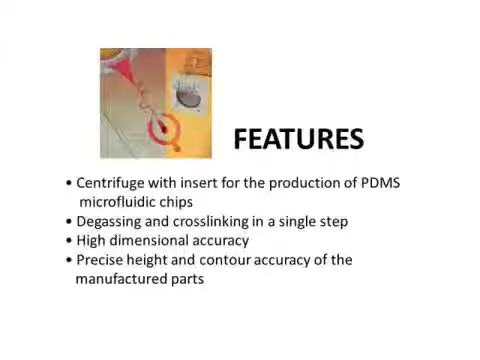 FEATURES
• Centrifuge with insert for the production of PDMS
microfluidic chips
• Degassing and crosslinking in a single step
• High dimensional accuracy
• Precise height and contour accuracy of the
manufactured parts